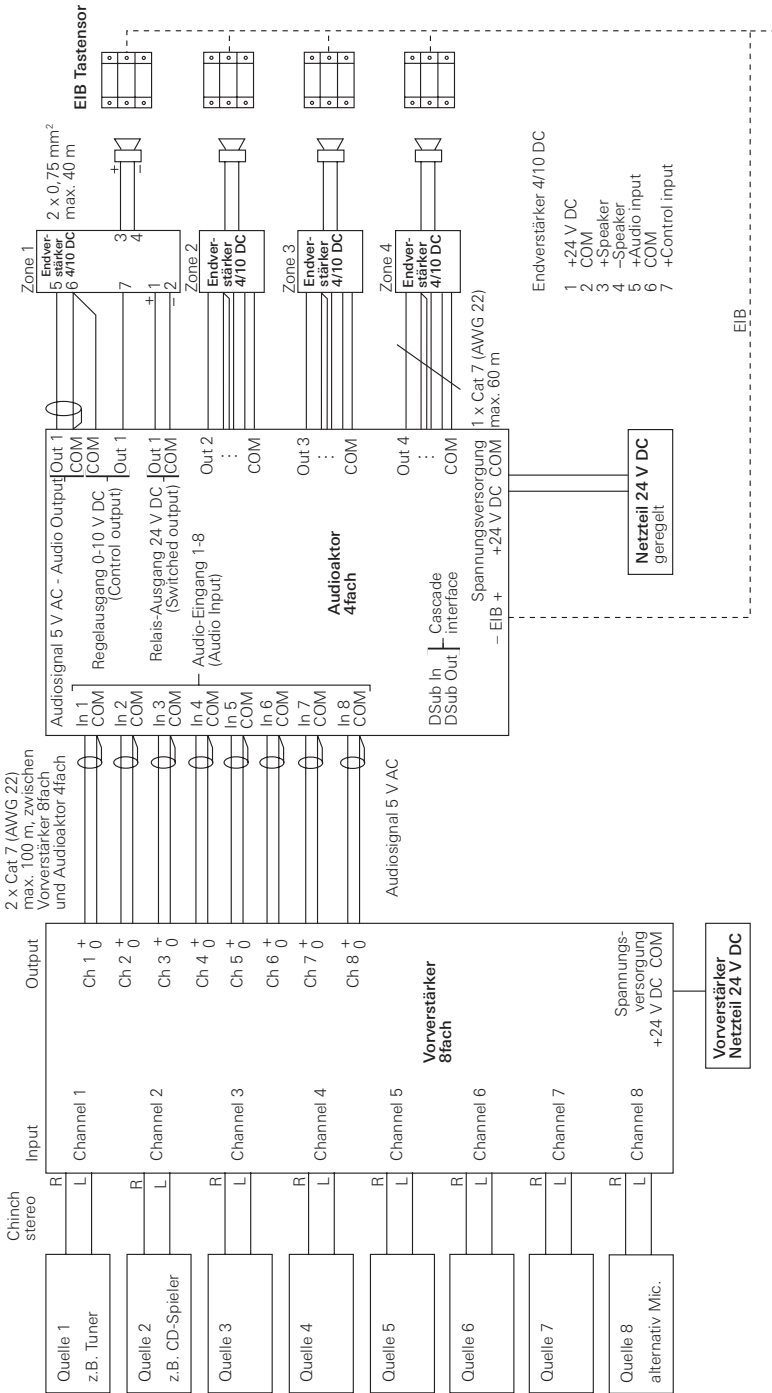 Chinch
stereo
Quelle 1
z.B. Tuner
Quelle 2
z.B. CD-Spieler
Quelle 3
Quelle 4
Quelle 5
Quelle 6
Quelle 7
Quelle 8
alternativ Mic.
R
L
R
L
R
L
R
L
R
L
R
L
R
L
R
L
Input
Channel 1
Channel 2
Channel 3
Channel 4
Channel 5
Channel 6
Channel 7
Channel 8
Vorverstärker
8fach
Output
Ch 1 +
0
Ch 2 +
0
Ch 3 +
0
Ch 4 +
0
Ch 5 +
0
Ch 6 +
0
Ch 7 +
0
Ch 8 +
0
Spannungs-
versorgung
+24 V DC COM
Vorverstärker
Netzteil 24 V DC
2 x Cat 7 (AWG 22)
max. 100 m, zwischen
Vorverstärker 8fach
und Audioaktor 4fach
Audiosignal 5 V AC
In 1
COM
In 2
COM
In 3
COM
In 4
COM
In 5
COM
In 6
COM
In 7
COM
In 8
COM
Audiosignal 5 V AC - Audio Output
Regelausgang 0-10 V DC
(Control output)
Relais-Ausgang 24 V DC
(Switched output)
Audio-Eingang 1-8
(Audio Input)
Audioaktor
4fach
DSub In
DSub Out
Cascade
interface
Out 1
COM
COM
Out 1
Out 1
COM
Out 2
:
:
COM
Out 3
:
:
COM
Out 4
:
:
COM
Spannungsversorgung
– EIB + +24 V DC COM
1 x Cat 7 (AWG 22)
max. 60 m
Netzteil 24 V DC
geregelt
Zone 1
5
6
7
+
1
–
2
Endver-
stärker
4/10 DC
3
4
2 x 0,75 mm²
max. 40 m
+
–
EIB Tastensor
Zone 2
Endver-
stärker
4/10 DC
Zone 3
Endver-
stärker
4/10 DC
Zone 4
Endver-
stärker
4/10 DC
Endverstärker 4/10 DC
1 +24 V DC
2 COM
3 +Speaker
4 –Speaker
5 +Audio input
6 COM
7 +Control input
EIB